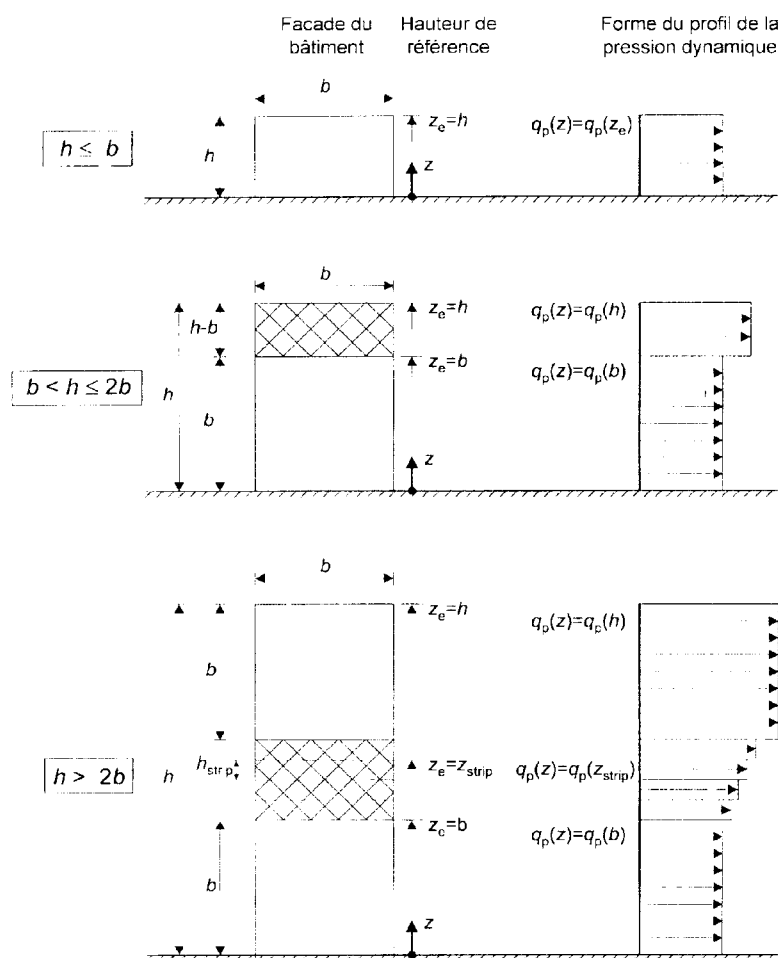 Facade du bâtiment
Hauteur de référence
Forme du profil de la pression dynamique
b
h ≤ b
h
z_e=h
z
q_p(z)=q_p(z_e)
b
b < h ≤ 2b
h
h-b
b
z_e=h
z_e=b
z
q_p(z)=q_p(h)
q_p(z)=q_p(b)
b
h > 2b
h
b
h_strip
b
z_e=h
z_e=z_strip
z_e=b
z
q_p(z)=q_p(h)
q_p(z)=q_p(z_strip)
q_p(z)=q_p(b)